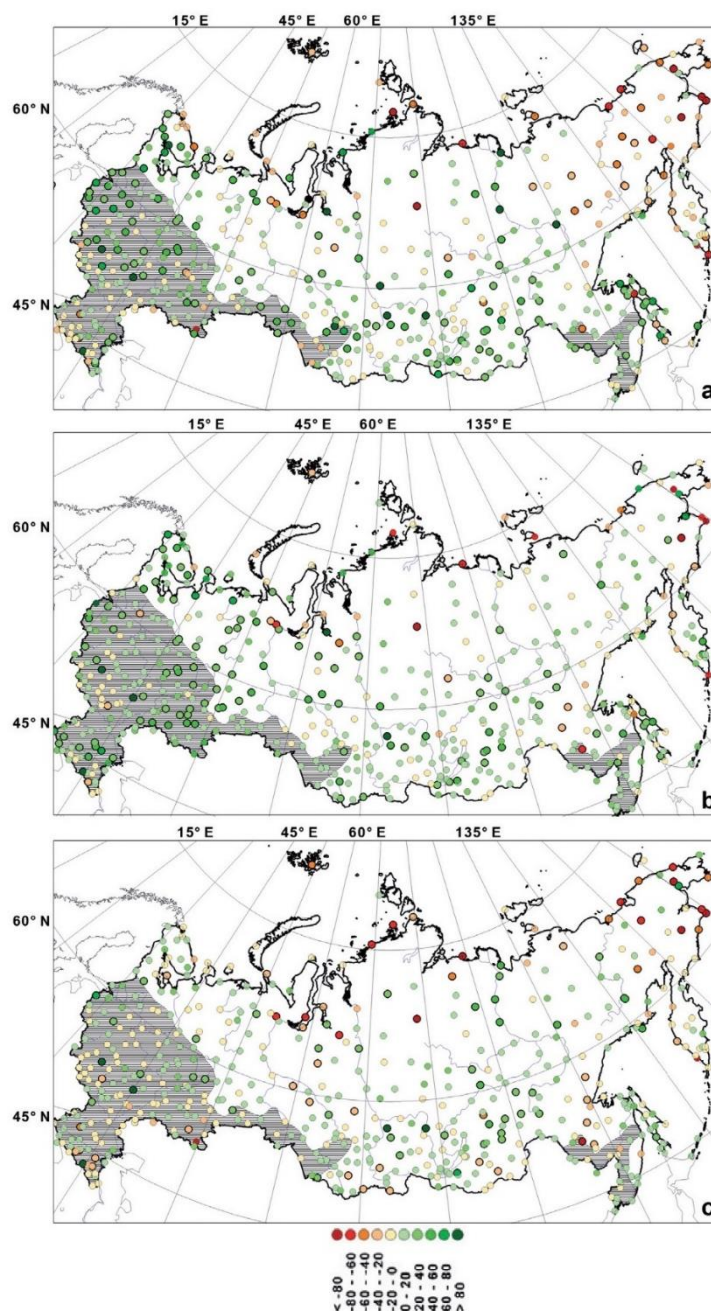 15° E 45° E 60° E 135° E
60° N
45° N
a
15° E 45° E 60° E 135° E
60° N
45° N
b
15° E 45° E 60° E 135° E
60° N
45° N
c
< -80
-80 - -60
-60 - -40
-40 - -20
-20 - 0
0 - 20
20 - 40
40 - 60
60 - 80
> 80